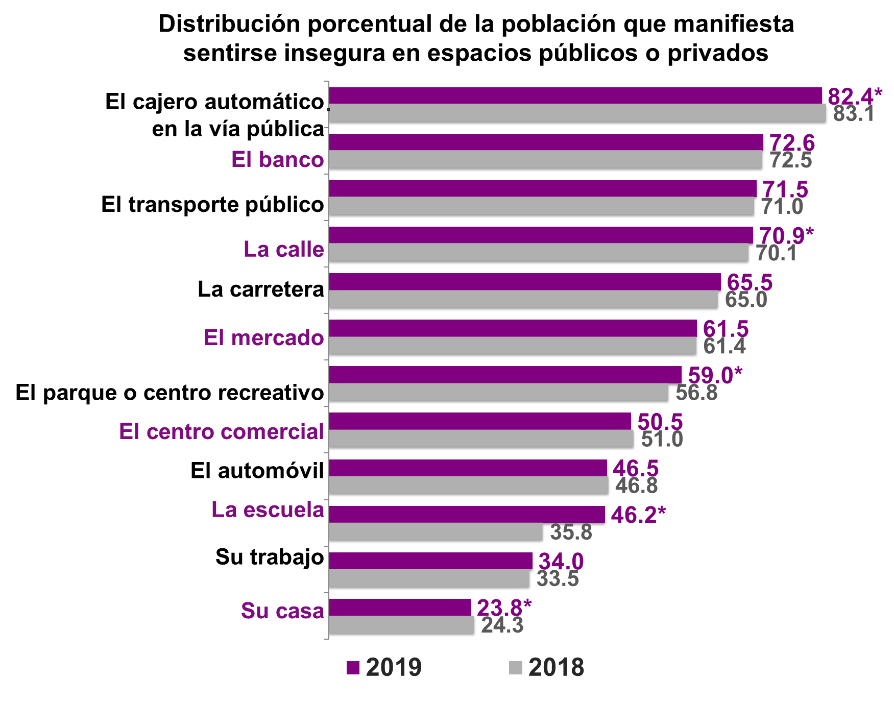 Distribución porcentual de la población que manifiesta
sentirse insegura en espacios públicos o privados
El cajero automático
en la vía pública
82.4*
83.1
El banco
72.6
72.5
El transporte público
71.5
71.0
La calle
70.9*
70.1
La carretera
65.5
65.0
El mercado
61.5
61.4
El parque o centro recreativo
59.0*
56.8
El centro comercial
50.5
51.0
El automóvil
46.5
46.8
La escuela
46.2*
35.8
Su trabajo
34.0
33.5
Su casa
23.8*
24.3
2019
2018